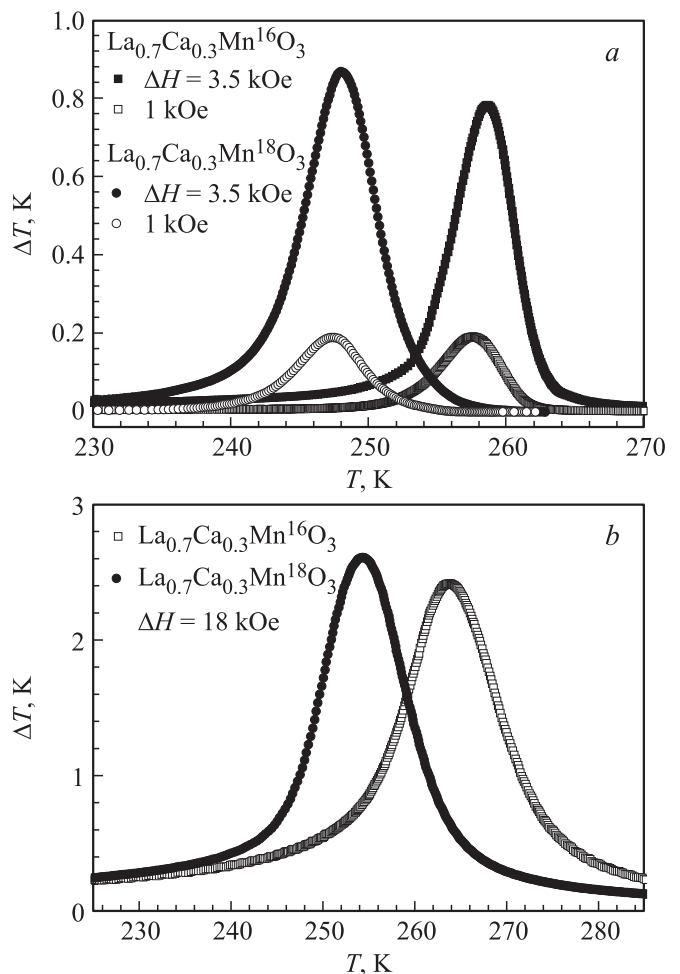 a
La₀.₇Ca₀.₃Mn¹⁶O₃
ΔH = 3.5 kOe
1 kOe
La₀.₇Ca₀.₃Mn¹⁸O₃
ΔH = 3.5 kOe
1 kOe
1.0
0.8
0.6
0.4
0.2
0
ΔT, K
230 240 250 260 270
T, K
b
La₀.₇Ca₀.₃Mn¹⁶O₃
La₀.₇Ca₀.₃Mn¹⁸O₃
ΔH = 18 kOe
3
2
1
0
ΔT, K
230 240 250 260 270 280
T, K